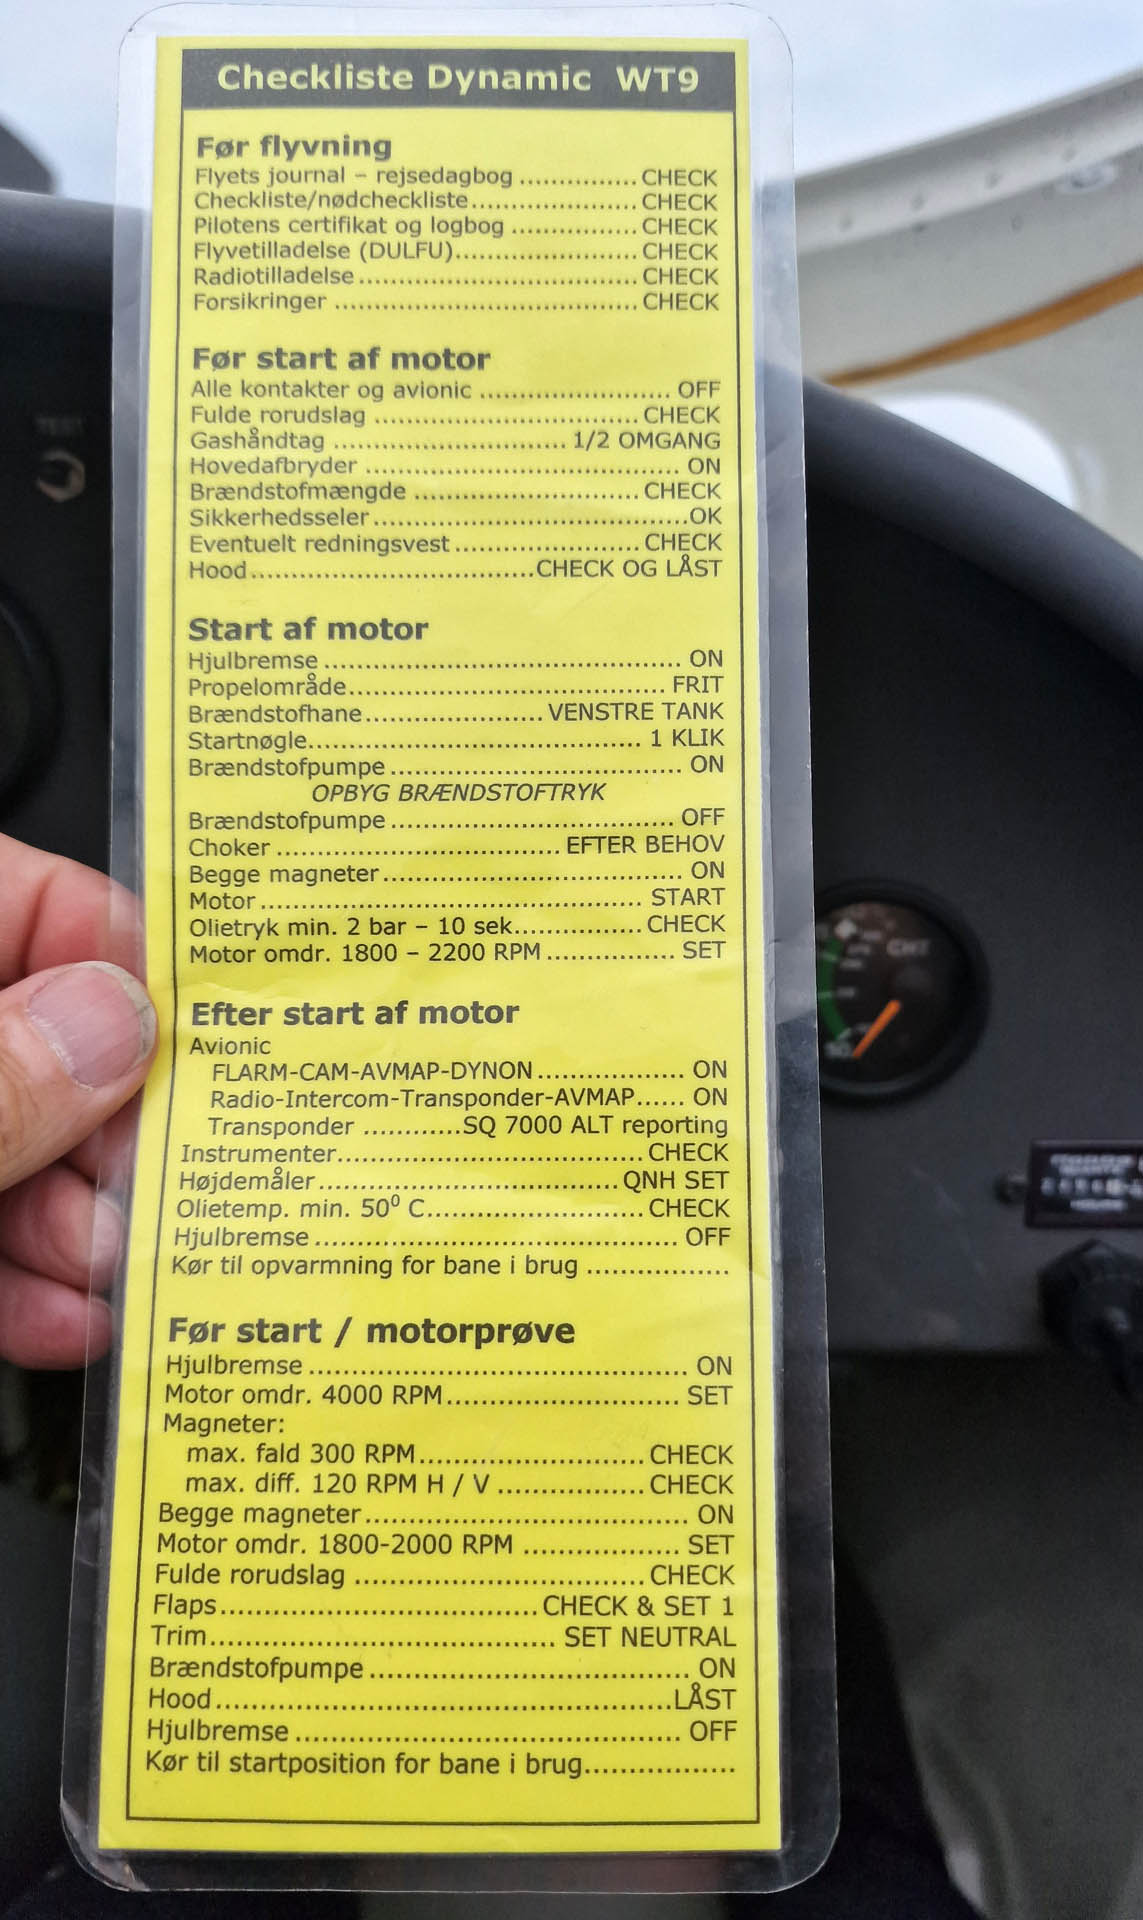 Checkliste Dynamic WT9
Før flyvning
Flyets journal – rejsedagbog ............... CHECK
Checkliste/nødcheckliste..................... CHECK
Pilotens certifikat og logbog ................ CHECK
Flyvetilladelse (DULFU)....................... CHECK
Radiotilladelse ................................... CHECK
Forsikringer ...................................... CHECK
Før start af motor
Alle kontakter og avionic ........................ OFF
Fulde rorudslag .................................. CHECK
Gashåndtag .............................. 1/2 OMGANG
Hovedafbryder ........................................ ON
Brændstofmængde ............................. CHECK
Sikkerhedsseler ........................................OK
Eventuelt redningsvest ........................ CHECK
Hood ....................................CHECK OG LÅST
Start af motor
Hjulbremse ............................................. ON
Propelområde........................................ FRIT
Brændstofhane....................... VENSTRE TANK
Startnøgle.......................................... 1 KLIK
Brændstofpumpe ..................................... ON
OPBYG BRÆNDSTOFTRYK
Brændstofpumpe .................................... OFF
Choker .................................... EFTER BEHOV
Begge magneter...................................... ON
Motor ................................................ START
Olietryk min. 2 bar – 10 sek................ CHECK
Motor omdr. 1800 – 2200 RPM ................ SET
Efter start af motor
Avionic
FLARM-CAM-AVMAP-DYNON .................. ON
Radio-Intercom-Transponder-AVMAP...... ON
Transponder ............SQ 7000 ALT reporting
Instrumenter...................................... CHECK
Højdemåler...................................... QNH SET
Olietemp. min. 50⁰ C........................... CHECK
Hjulbremse ............................................. OFF
Kør til opvarmning for bane i brug ..................
Før start / motorprøve
Hjulbremse ............................................... ON
Motor omdr. 4000 RPM............................. SET
Magneter:
max. fald 300 RPM............................. CHECK
max. diff. 120 RPM H / V ................... CHECK
Begge magneter......................................... ON
Motor omdr. 1800-2000 RPM .................... SET
Fulde rorudslag .................................... CHECK
Flaps....................................... CHECK & SET 1
Trim.......................................... SET NEUTRAL
Brændstofpumpe ....................................... ON
Hood .......................................................LÅST
Hjulbremse ............................................... OFF
Kør til startposition for bane i brug..................
TEST
CHT
50
HOURS